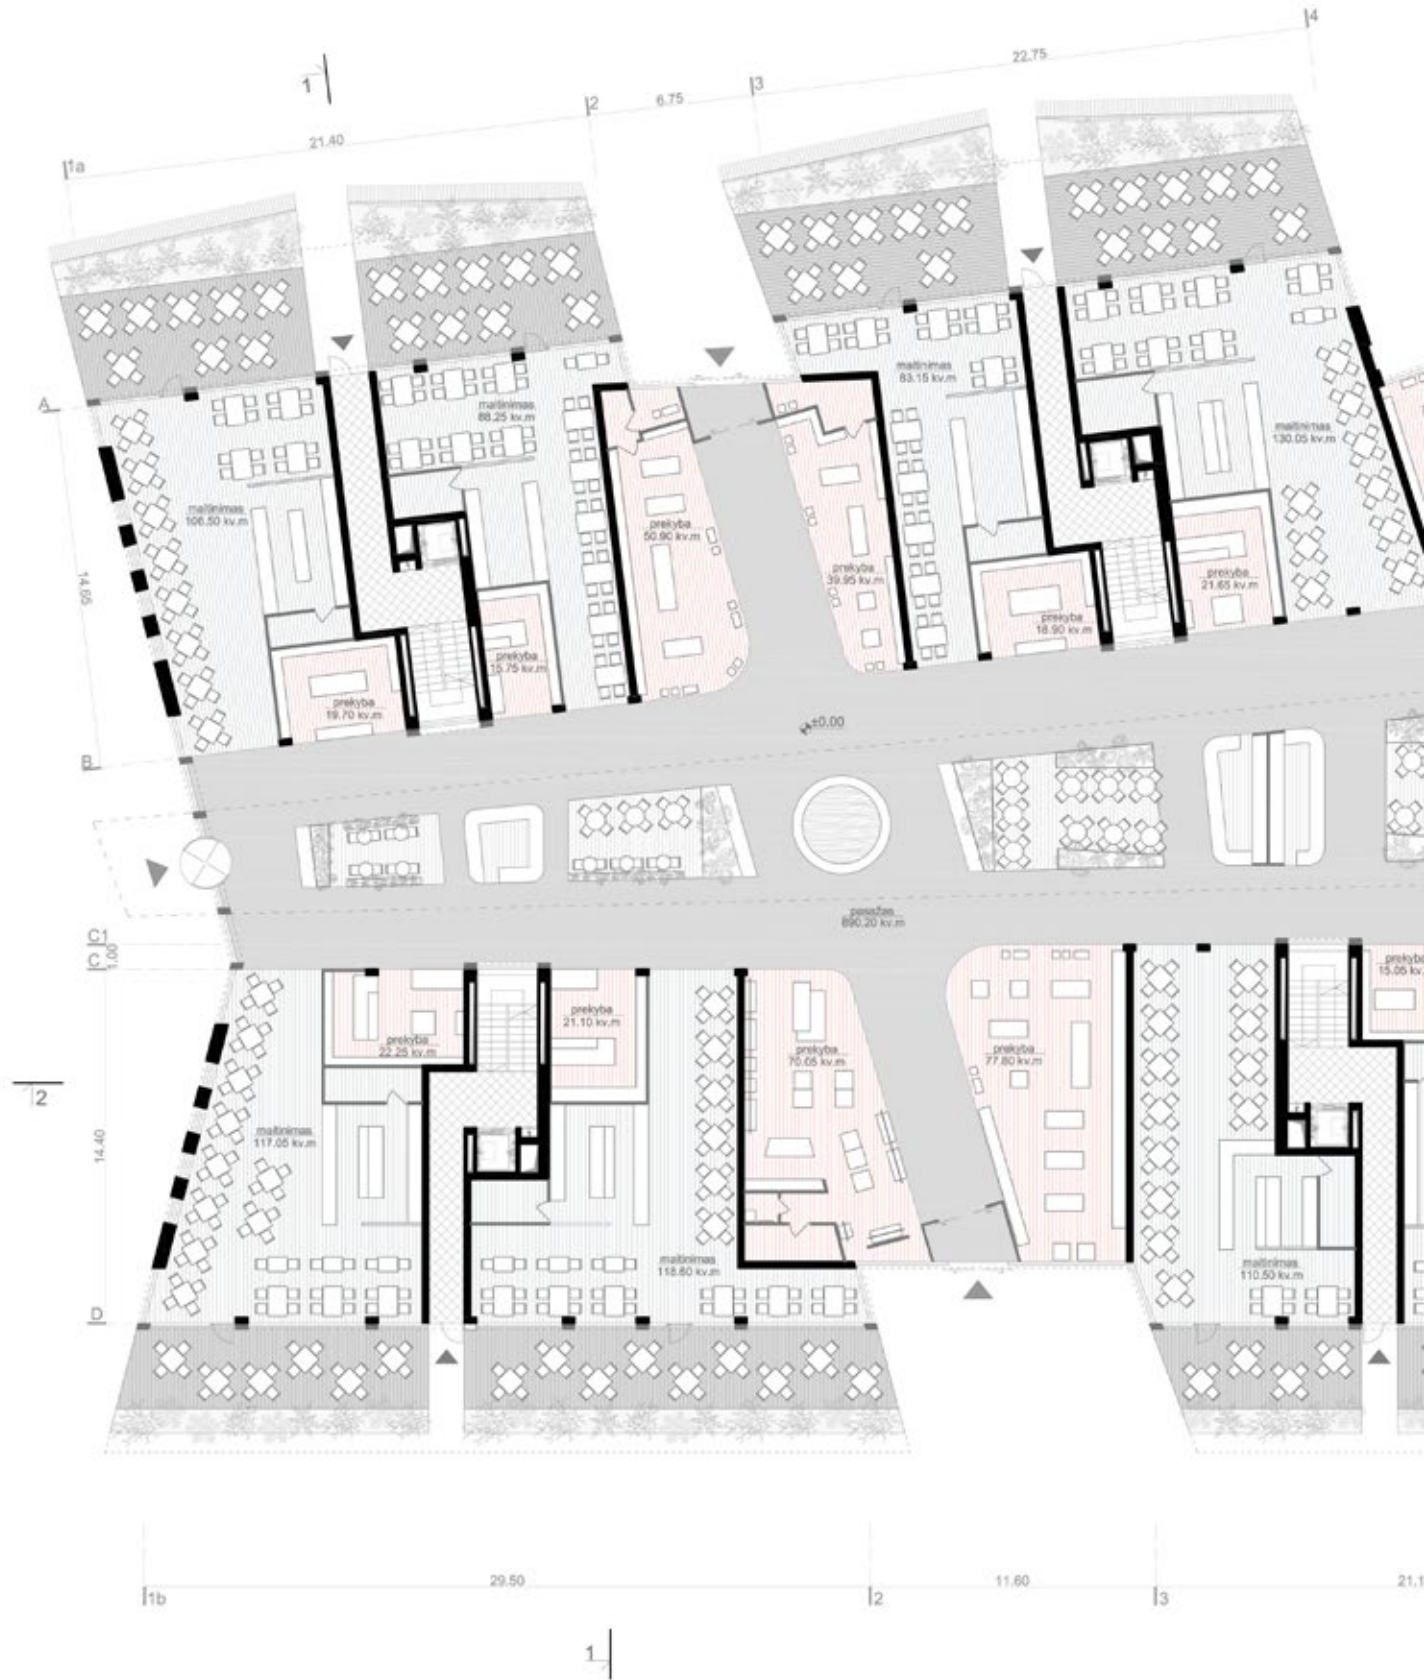 4
22.75
3
6.75
1
2
21.40
1a
maitinimas
83.15 kv.m
maitinimas
88.25 kv.m
A
maitinimas
130.05 kv.m
maitinimas
106.50 kv.m
prekyba
50.90 kv.m
prekyba
39.95 kv.m
prekyba
21.65 kv.m
14.65
prekyba
18.90 kv.m
prekyba
15.75 kv.m
prekyba
19.70 kv.m
±0.00
B
pasažas
890.20 kv.m
C1
1.00
C
prekyba
15.05 kv.
prekyba
21.10 kv.m
prekyba
22.25 kv.m
prekyba
70.05 kv.m
prekyba
77.80 kv.m
2
maitinimas
117.05 kv.m
14.40
maitinimas
118.60 kv.m
maitinimas
110.50 kv.m
D
29.50
11.60
21.1
1b
2
3
1